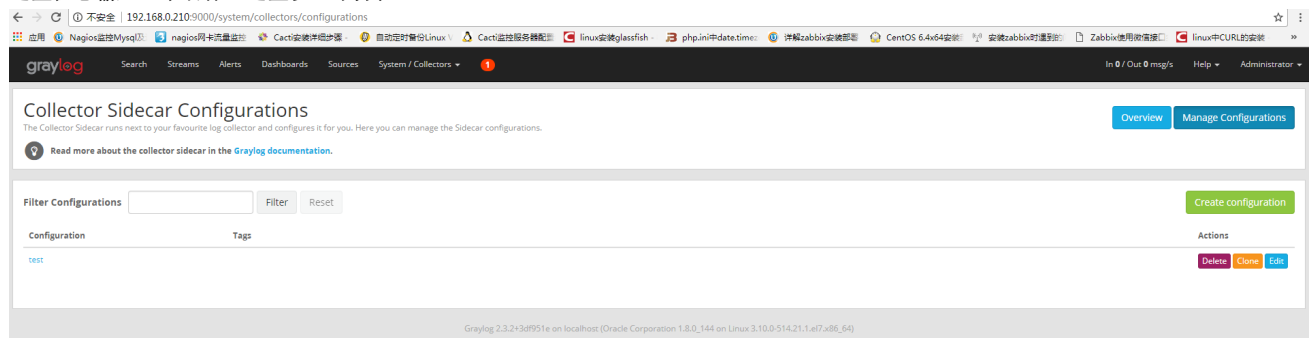 不安全 | 192.168.0.210:9000/system/collectors/configurations
应用 Nagios监控Mysql及 nagios网卡流量监控 Cacti安装详细步骤 - 自动定时备份Linux Cacti监控服务器配置 linux安装glassfish - php.ini中date.timez 详解zabbix安装部署 CentOS 6.4x64安装 安装zabbix时遇到的 Zabbix使用微信接口 linux中CURL的安装 »
graylog Search Streams Alerts Dashboards Sources System / Collectors 1 In 0 / Out 0 msg/s Help Administrator
Collector Sidecar Configurations
Overview Manage Configurations
The Collector Sidecar runs next to your favourite log collector and configures it for you. Here you can manage the Sidecar configurations.
Read more about the collector sidecar in the Graylog documentation.
Filter Configurations Filter Reset Create configuration
Configuration Tags Actions
test Delete Clone Edit
Graylog 2.3.2+3df951e on localhost (Oracle Corporation 1.8.0_144 on Linux 3.10.0-514.21.1.el7.x86_64)